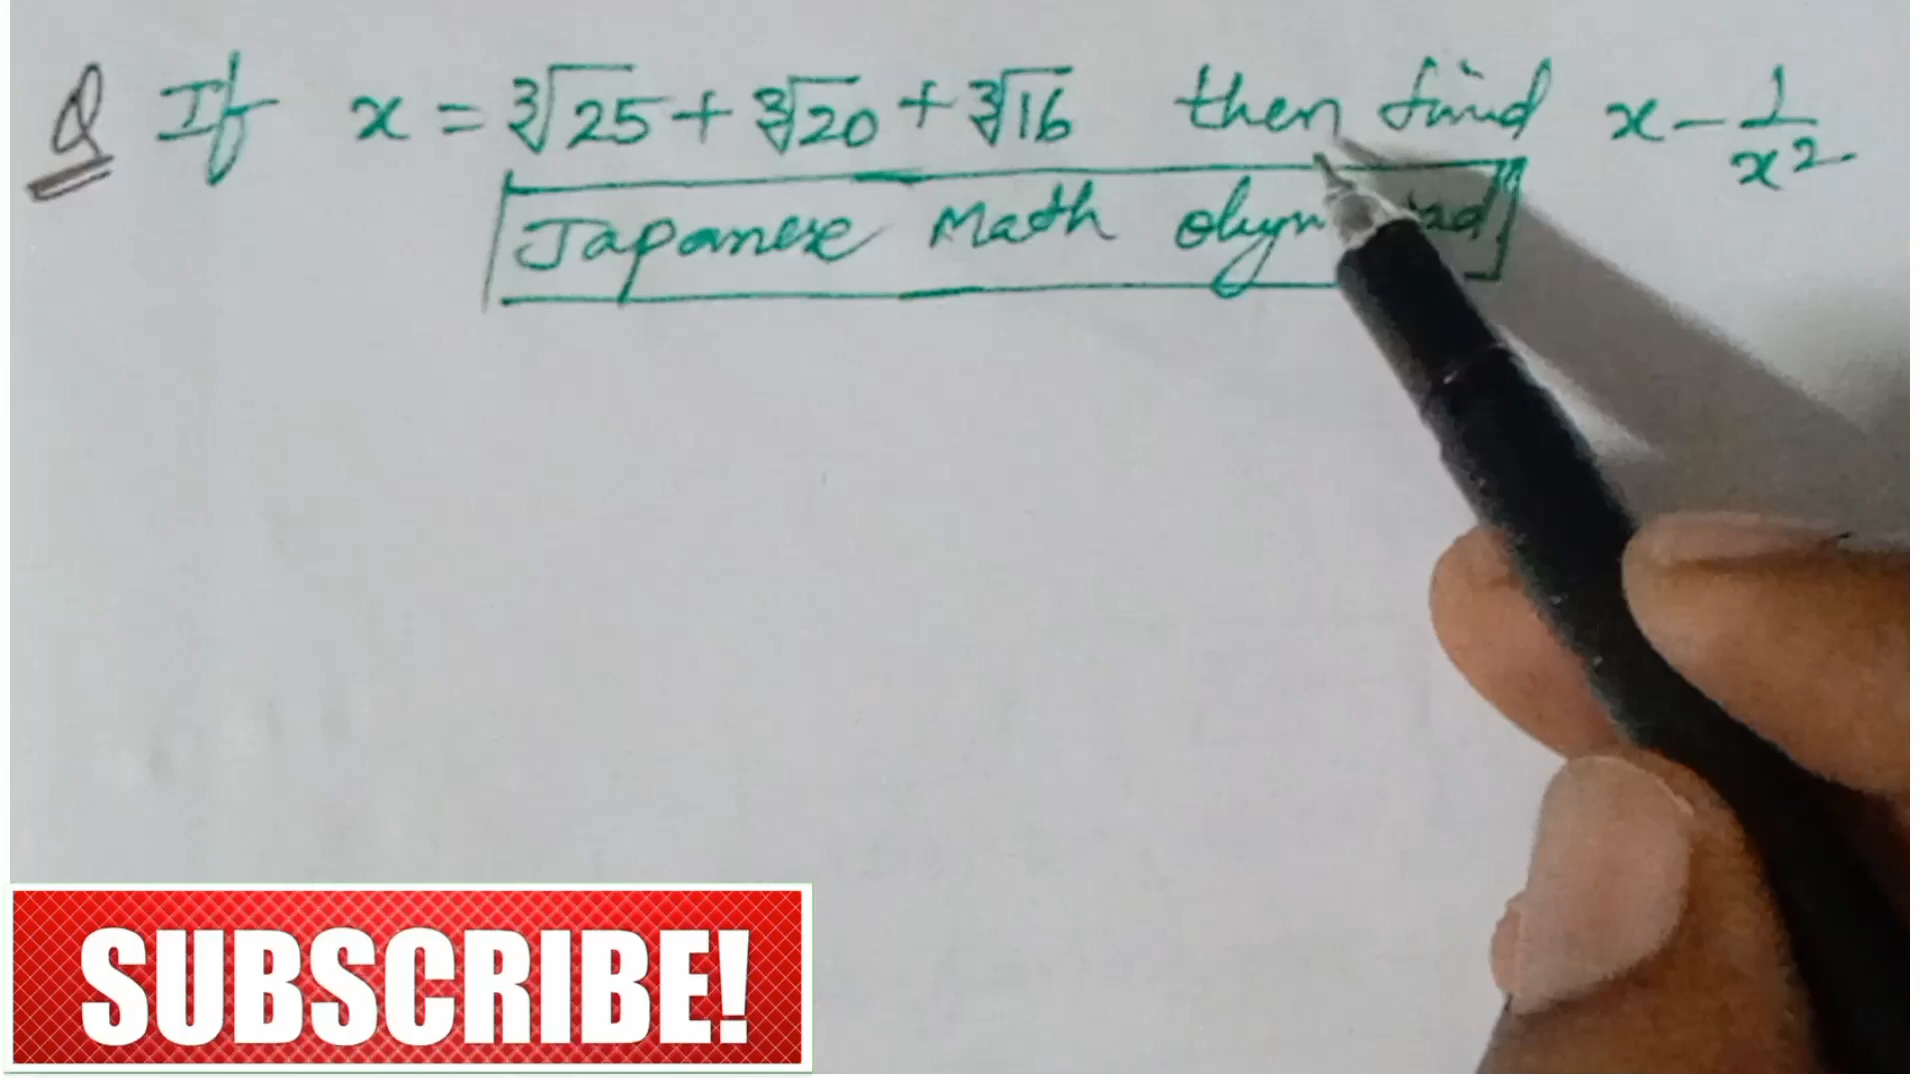 Q If x = ∛25 + ∛20 + ∛16 then find x - 1/x²
Japanese Math
SUBSCRIBE!